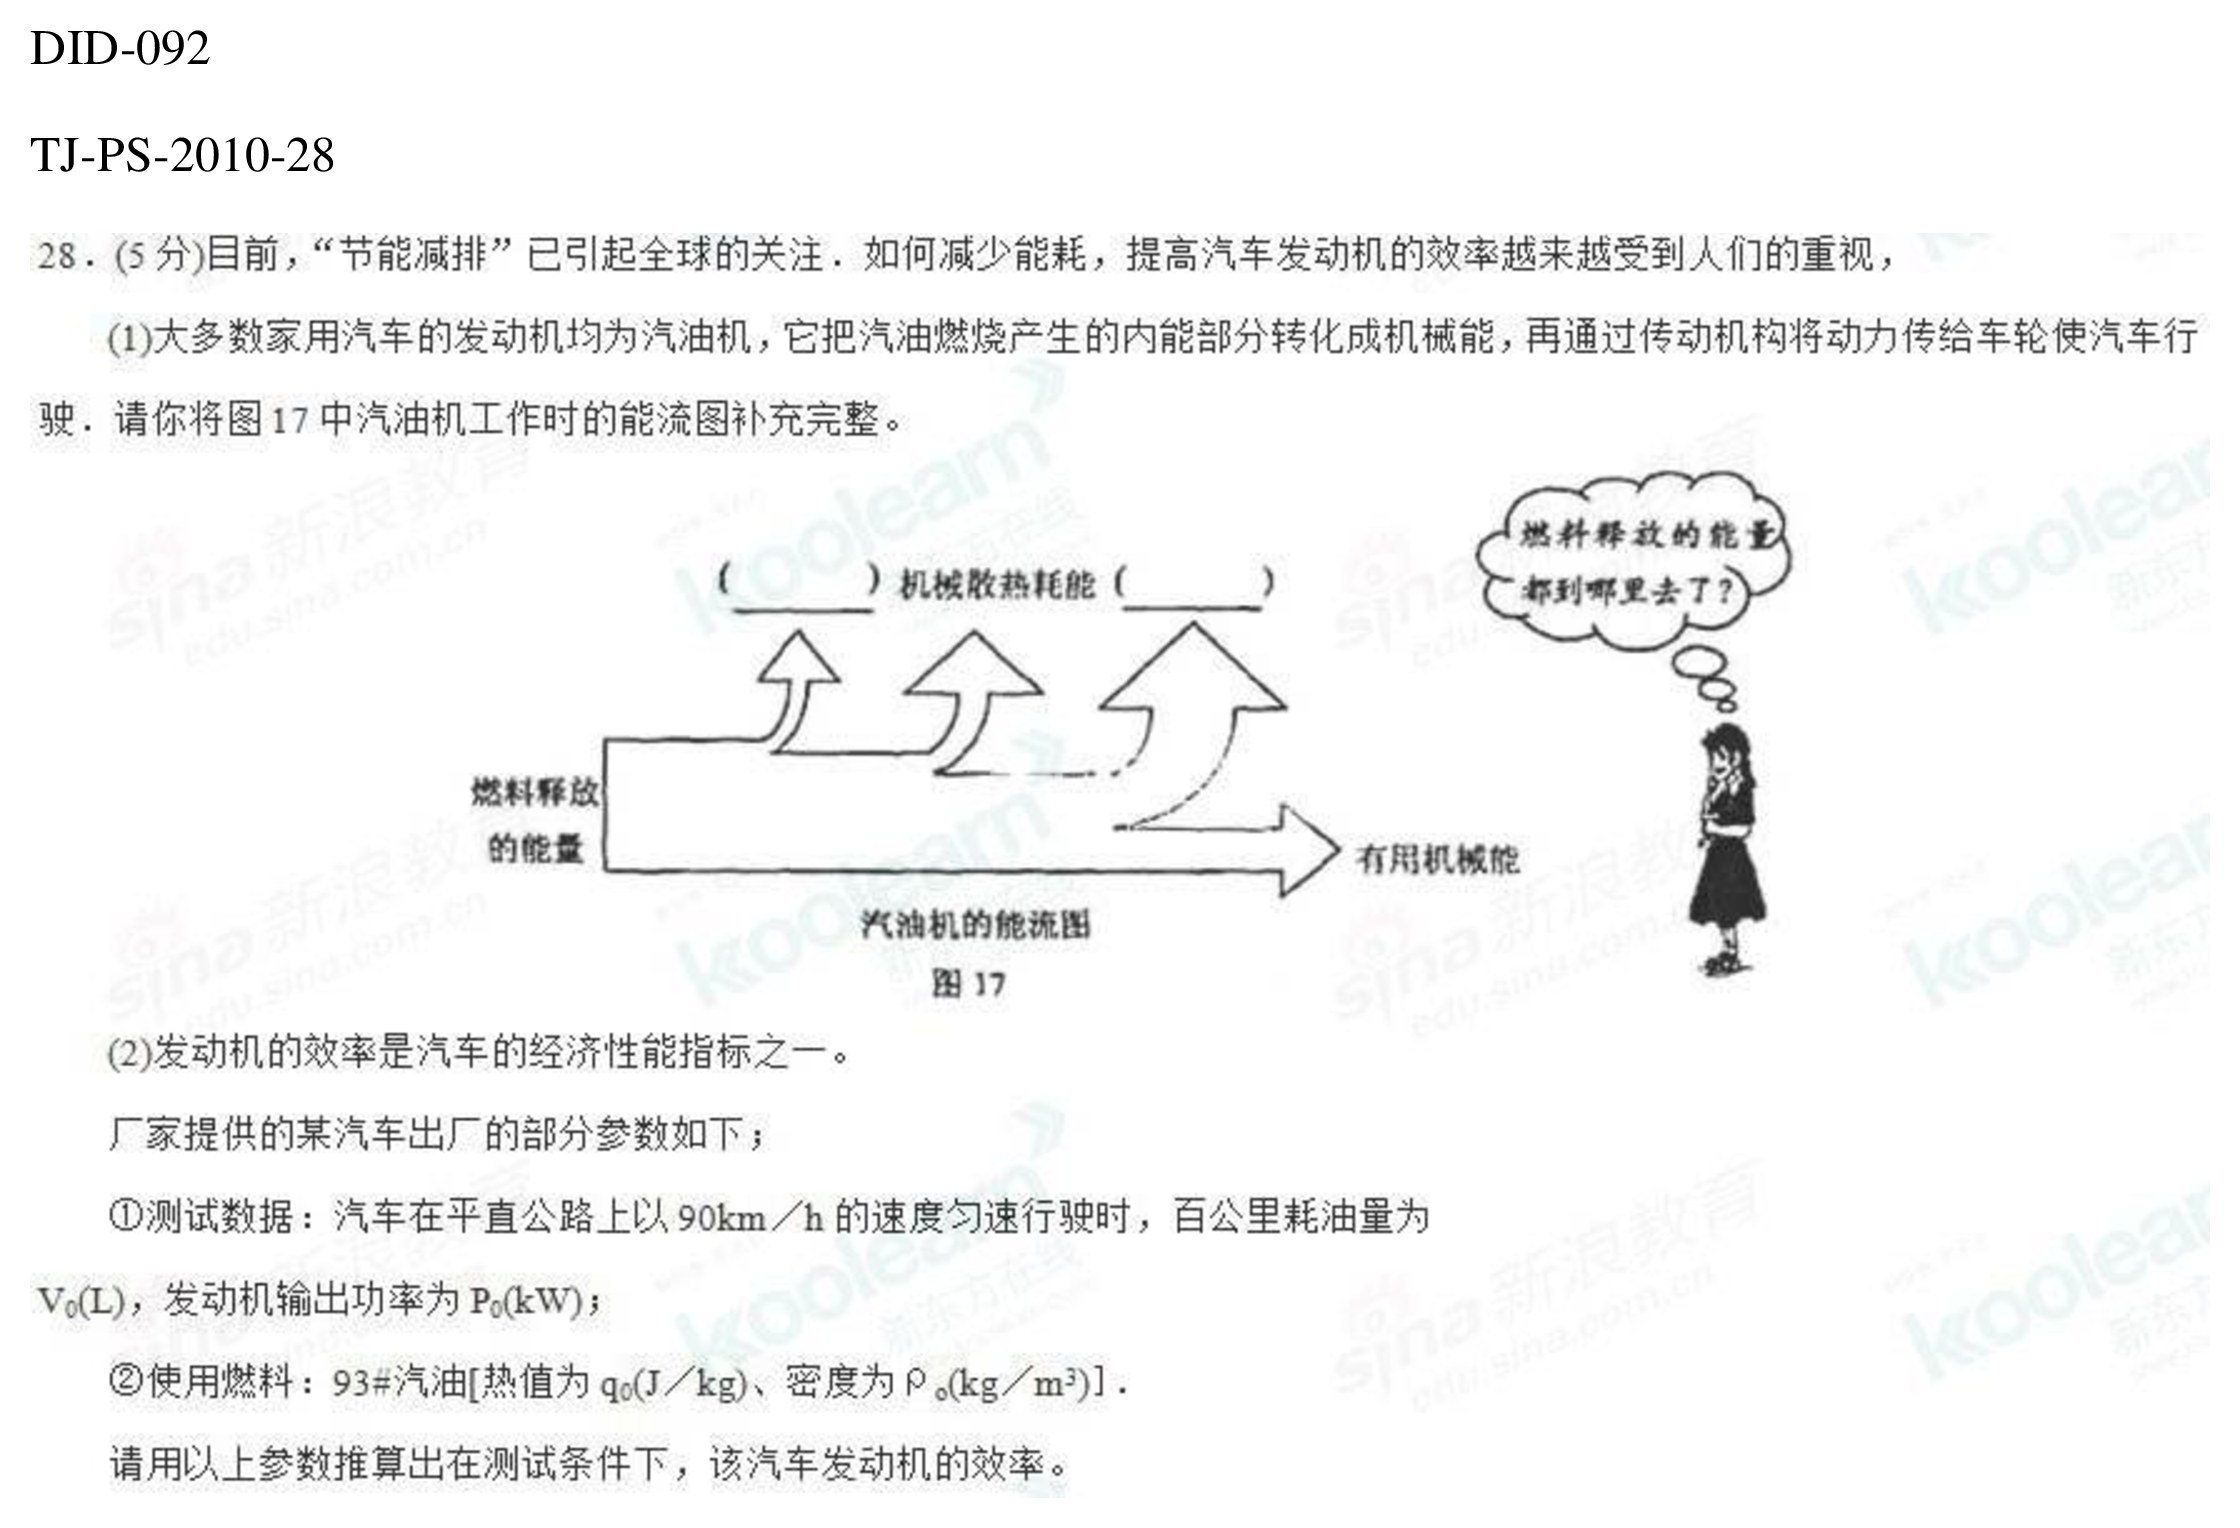 DID-092
TJ-PS-2010-28
28．(5 分)目前，“节能减排”已引起全球的关注．如何减少能耗，提高汽车发动机的效率越来越受到人们的重视，
(1)大多数家用汽车的发动机均为汽油机，它把汽油燃烧产生的内能部分转化成机械能，再通过传动机构将动力传给车轮使汽车行
驶．请你将图 17 中汽油机工作时的能流图补充完整。
燃料释放的能量
都到哪里去了？
(______) 机械散热耗能 (______)
燃料释放
的能量
有用机械能
汽油机的能流图
图 17
(2)发动机的效率是汽车的经济性能指标之一。
厂家提供的某汽车出厂的部分参数如下；
①测试数据：汽车在平直公路上以 90km／h 的速度匀速行驶时，百公里耗油量为
V₀(L)，发动机输出功率为 P₀(kW)；
②使用燃料：93#汽油[热值为 q₀(J／kg)、密度为ρ₀(kg／m³)]．
请用以上参数推算出在测试条件下，该汽车发动机的效率。
sina新浪教育
edu.sina.com.cn
koolearn
新东方在线